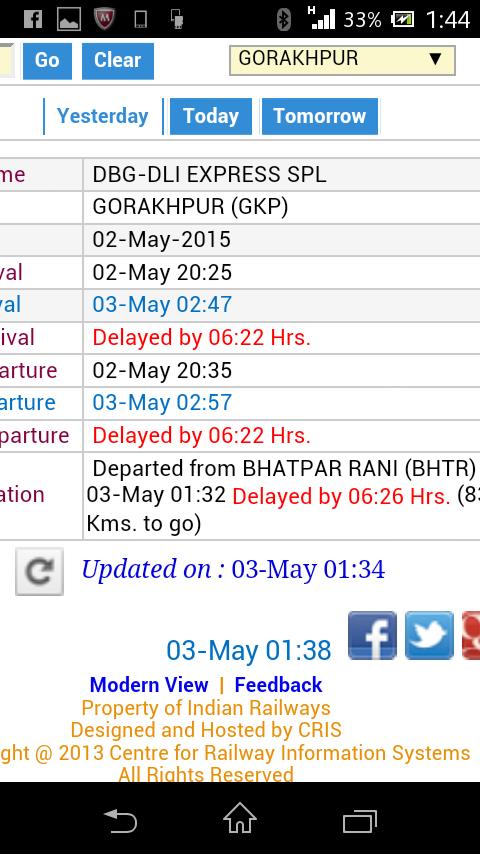 H 33% 1:44
Go Clear GORAKHPUR ▼
Yesterday Today Tomorrow
me DBG-DLI EXPRESS SPL
GORAKHPUR (GKP)
02-May-2015
val 02-May 20:25
val 03-May 02:47
ival Delayed by 06:22 Hrs.
arture 02-May 20:35
arture 03-May 02:57
parture Delayed by 06:22 Hrs.
Departed from BHATPAR RANI (BHTR)
ation 03-May 01:32 Delayed by 06:26 Hrs. (83
Kms. to go)
Updated on : 03-May 01:34
03-May 01:38
Modern View | Feedback
Property of Indian Railways
Designed and Hosted by CRIS
ght @ 2013 Centre for Railway Information Systems
All Rights Reserved